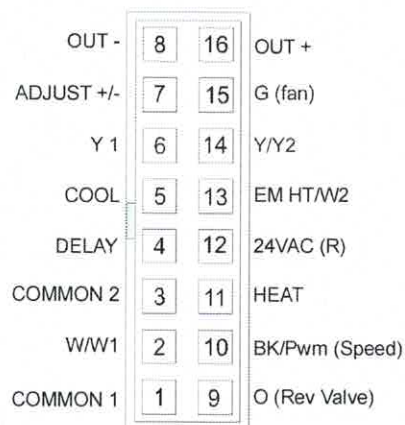 OUT - 8 16 OUT +
ADJUST +/- 7 15 G (fan)
Y 1 6 14 Y/Y2
COOL 5 13 EM HT/W2
DELAY 4 12 24VAC (R)
COMMON 2 3 11 HEAT
W/W1 2 10 BK/Pwm (Speed)
COMMON 1 1 9 O (Rev Valve)